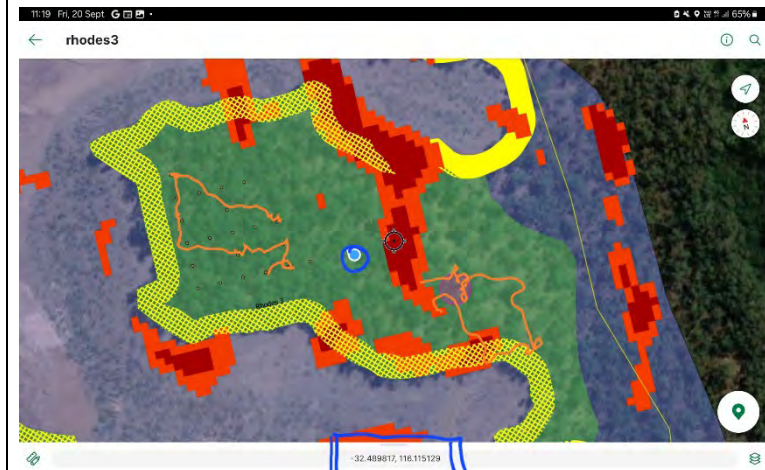 11:19 Fri, 20 Sept G
65%
rhodes3
N
Rhodes 3
-32.489817, 116.115129